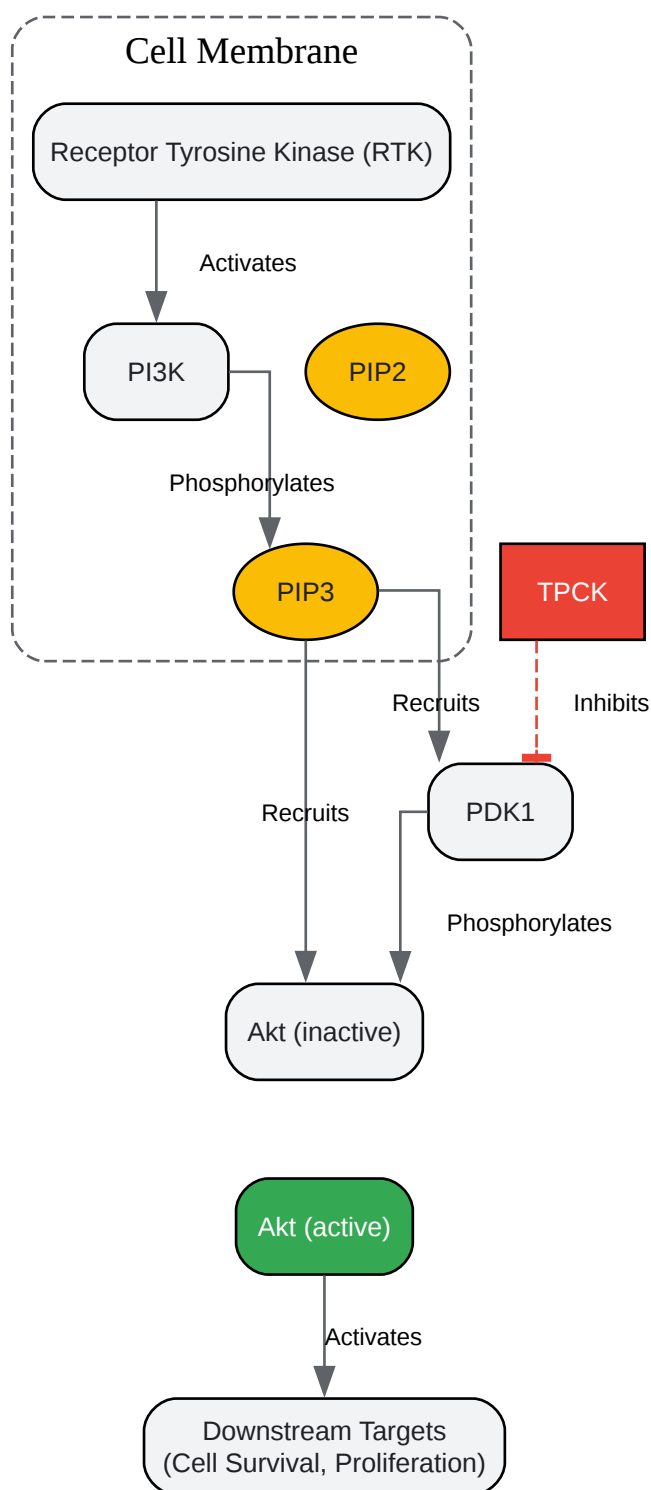 Cell Membrane
Receptor Tyrosine Kinase (RTK)
Activates
PI3K
PIP2
Phosphorylates
PIP3
TPCK
Recruits
Inhibits
PDK1
Recruits
Phosphorylates
Akt (inactive)
Akt (active)
Activates
Downstream Targets
(Cell Survival, Proliferation)